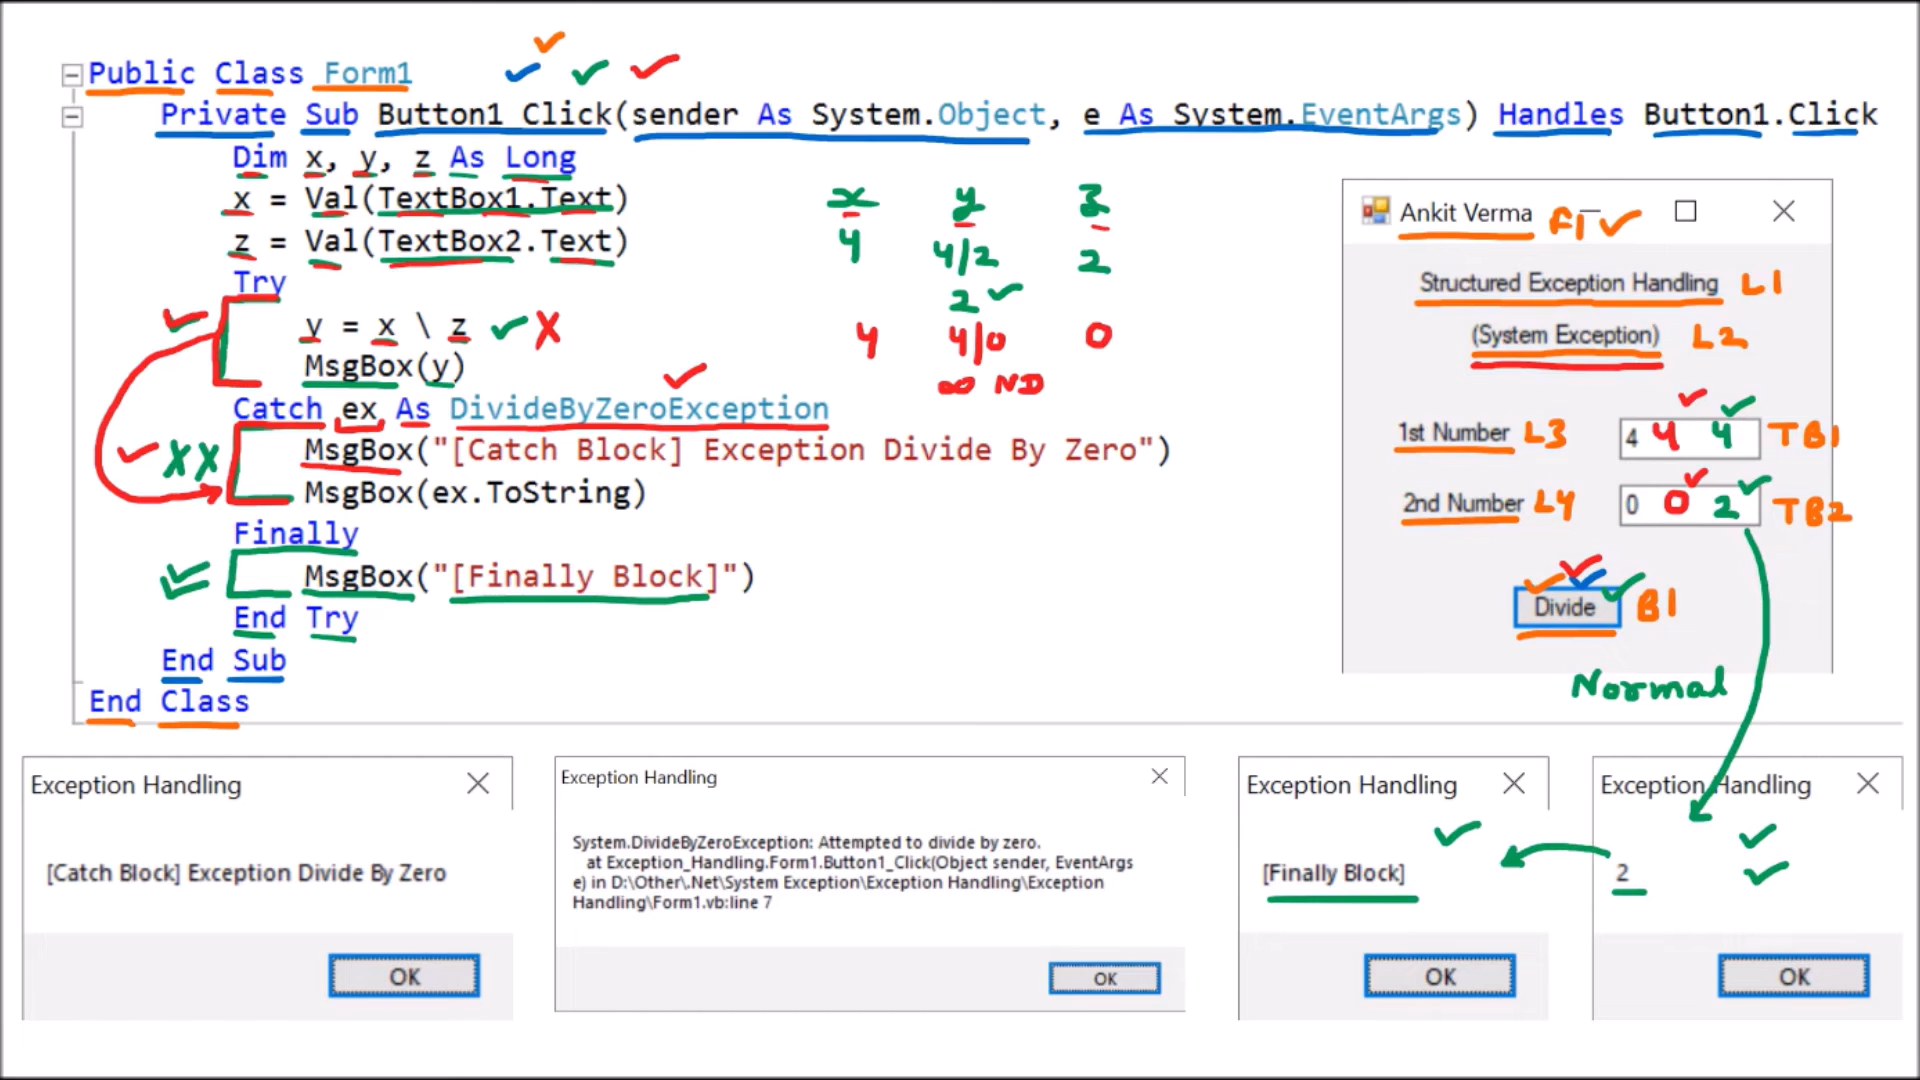 Public Class Form1
Private Sub Button1_Click(sender As System.Object, e As System.EventArgs) Handles Button1.Click
Dim x, y, z As Long
x = Val(TextBox1.Text)
z = Val(TextBox2.Text)
Try
y = x \ z
MsgBox(y)
Catch ex As DivideByZeroException
MsgBox("[Catch Block] Exception Divide By Zero")
MsgBox(ex.ToString)
Finally
MsgBox("[Finally Block]")
End Try
End Sub
End Class
x y z
4 4/2 2
2
4 4/0 0
∞ ND
Ankit Verma F1
Structured Exception Handling L1
(System Exception) L2
1st Number L3 4 4 4 TB1
2nd Number L4 0 0 2 TB2
Divide B1
Normal
Exception Handling
[Catch Block] Exception Divide By Zero
OK
Exception Handling
System.DivideByZeroException: Attempted to divide by zero.
at Exception_Handling.Form1.Button1_Click(Object sender, EventArgs
e) in D:\Other\.Net\System Exception\Exception Handling\Exception
Handling\Form1.vb:line 7
OK
Exception Handling
[Finally Block]
OK
Exception Handling
2
OK